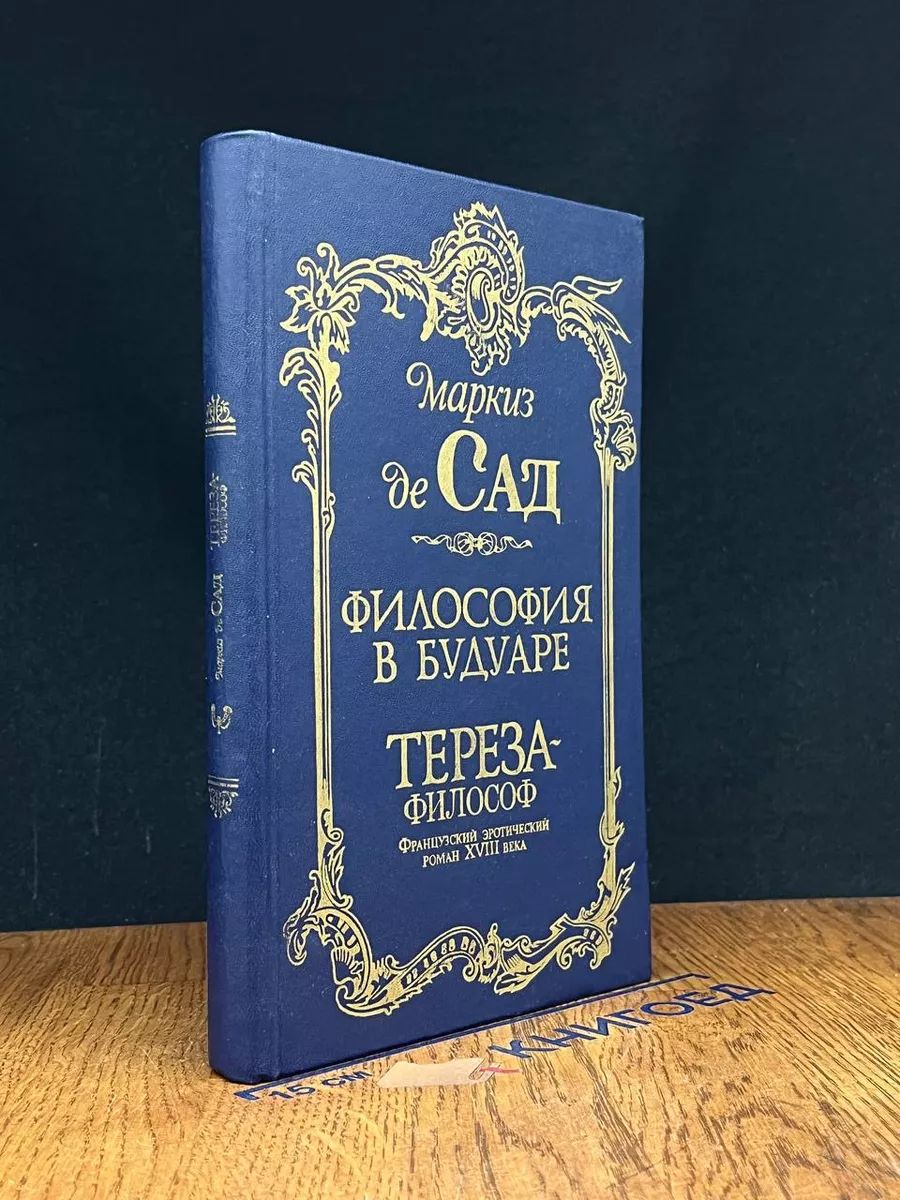 Маркиз
де САД
ФИЛОСОФИЯ
В БУДУАРЕ
ТЕРЕЗА-
ФИЛОСОФ
ФРАНЦУЗСКИЙ ЭРОТИЧЕСКИЙ
РОМАН XVIII ВЕКА
Маркиз де САД
ТЕРЕЗА-
ФИЛОСОФ
15 СМ
КНИГОЕД